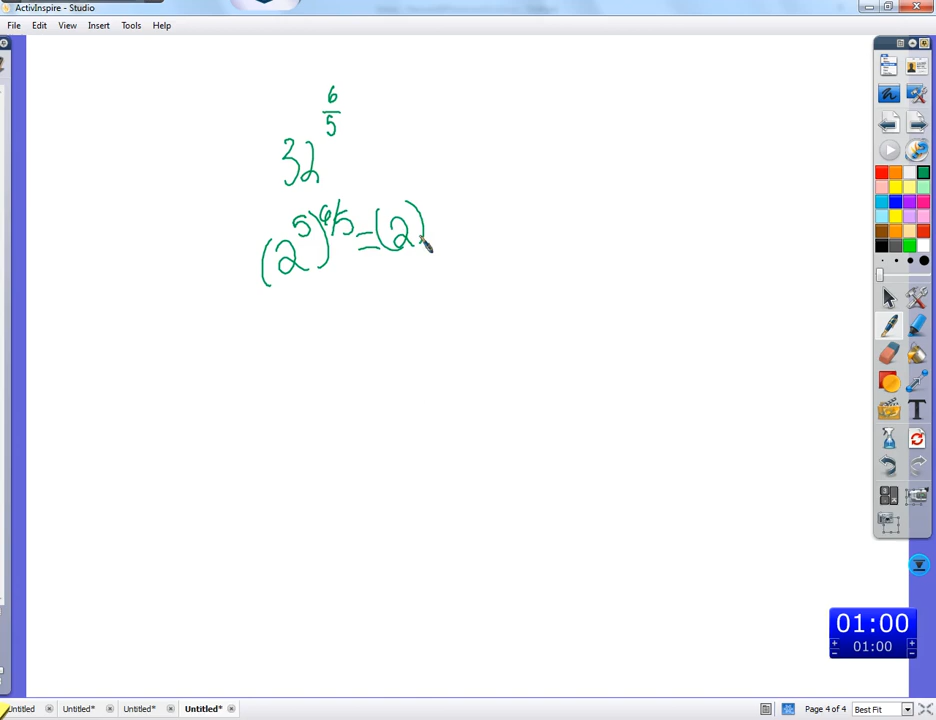 ActivInspire - Studio
File Edit View Insert Tools Help
6
5
32
(2^5)^6/5 = (2)
01:00
01:00
Untitled Untitled* Untitled* Untitled* Page 4 of 4 Best Fit